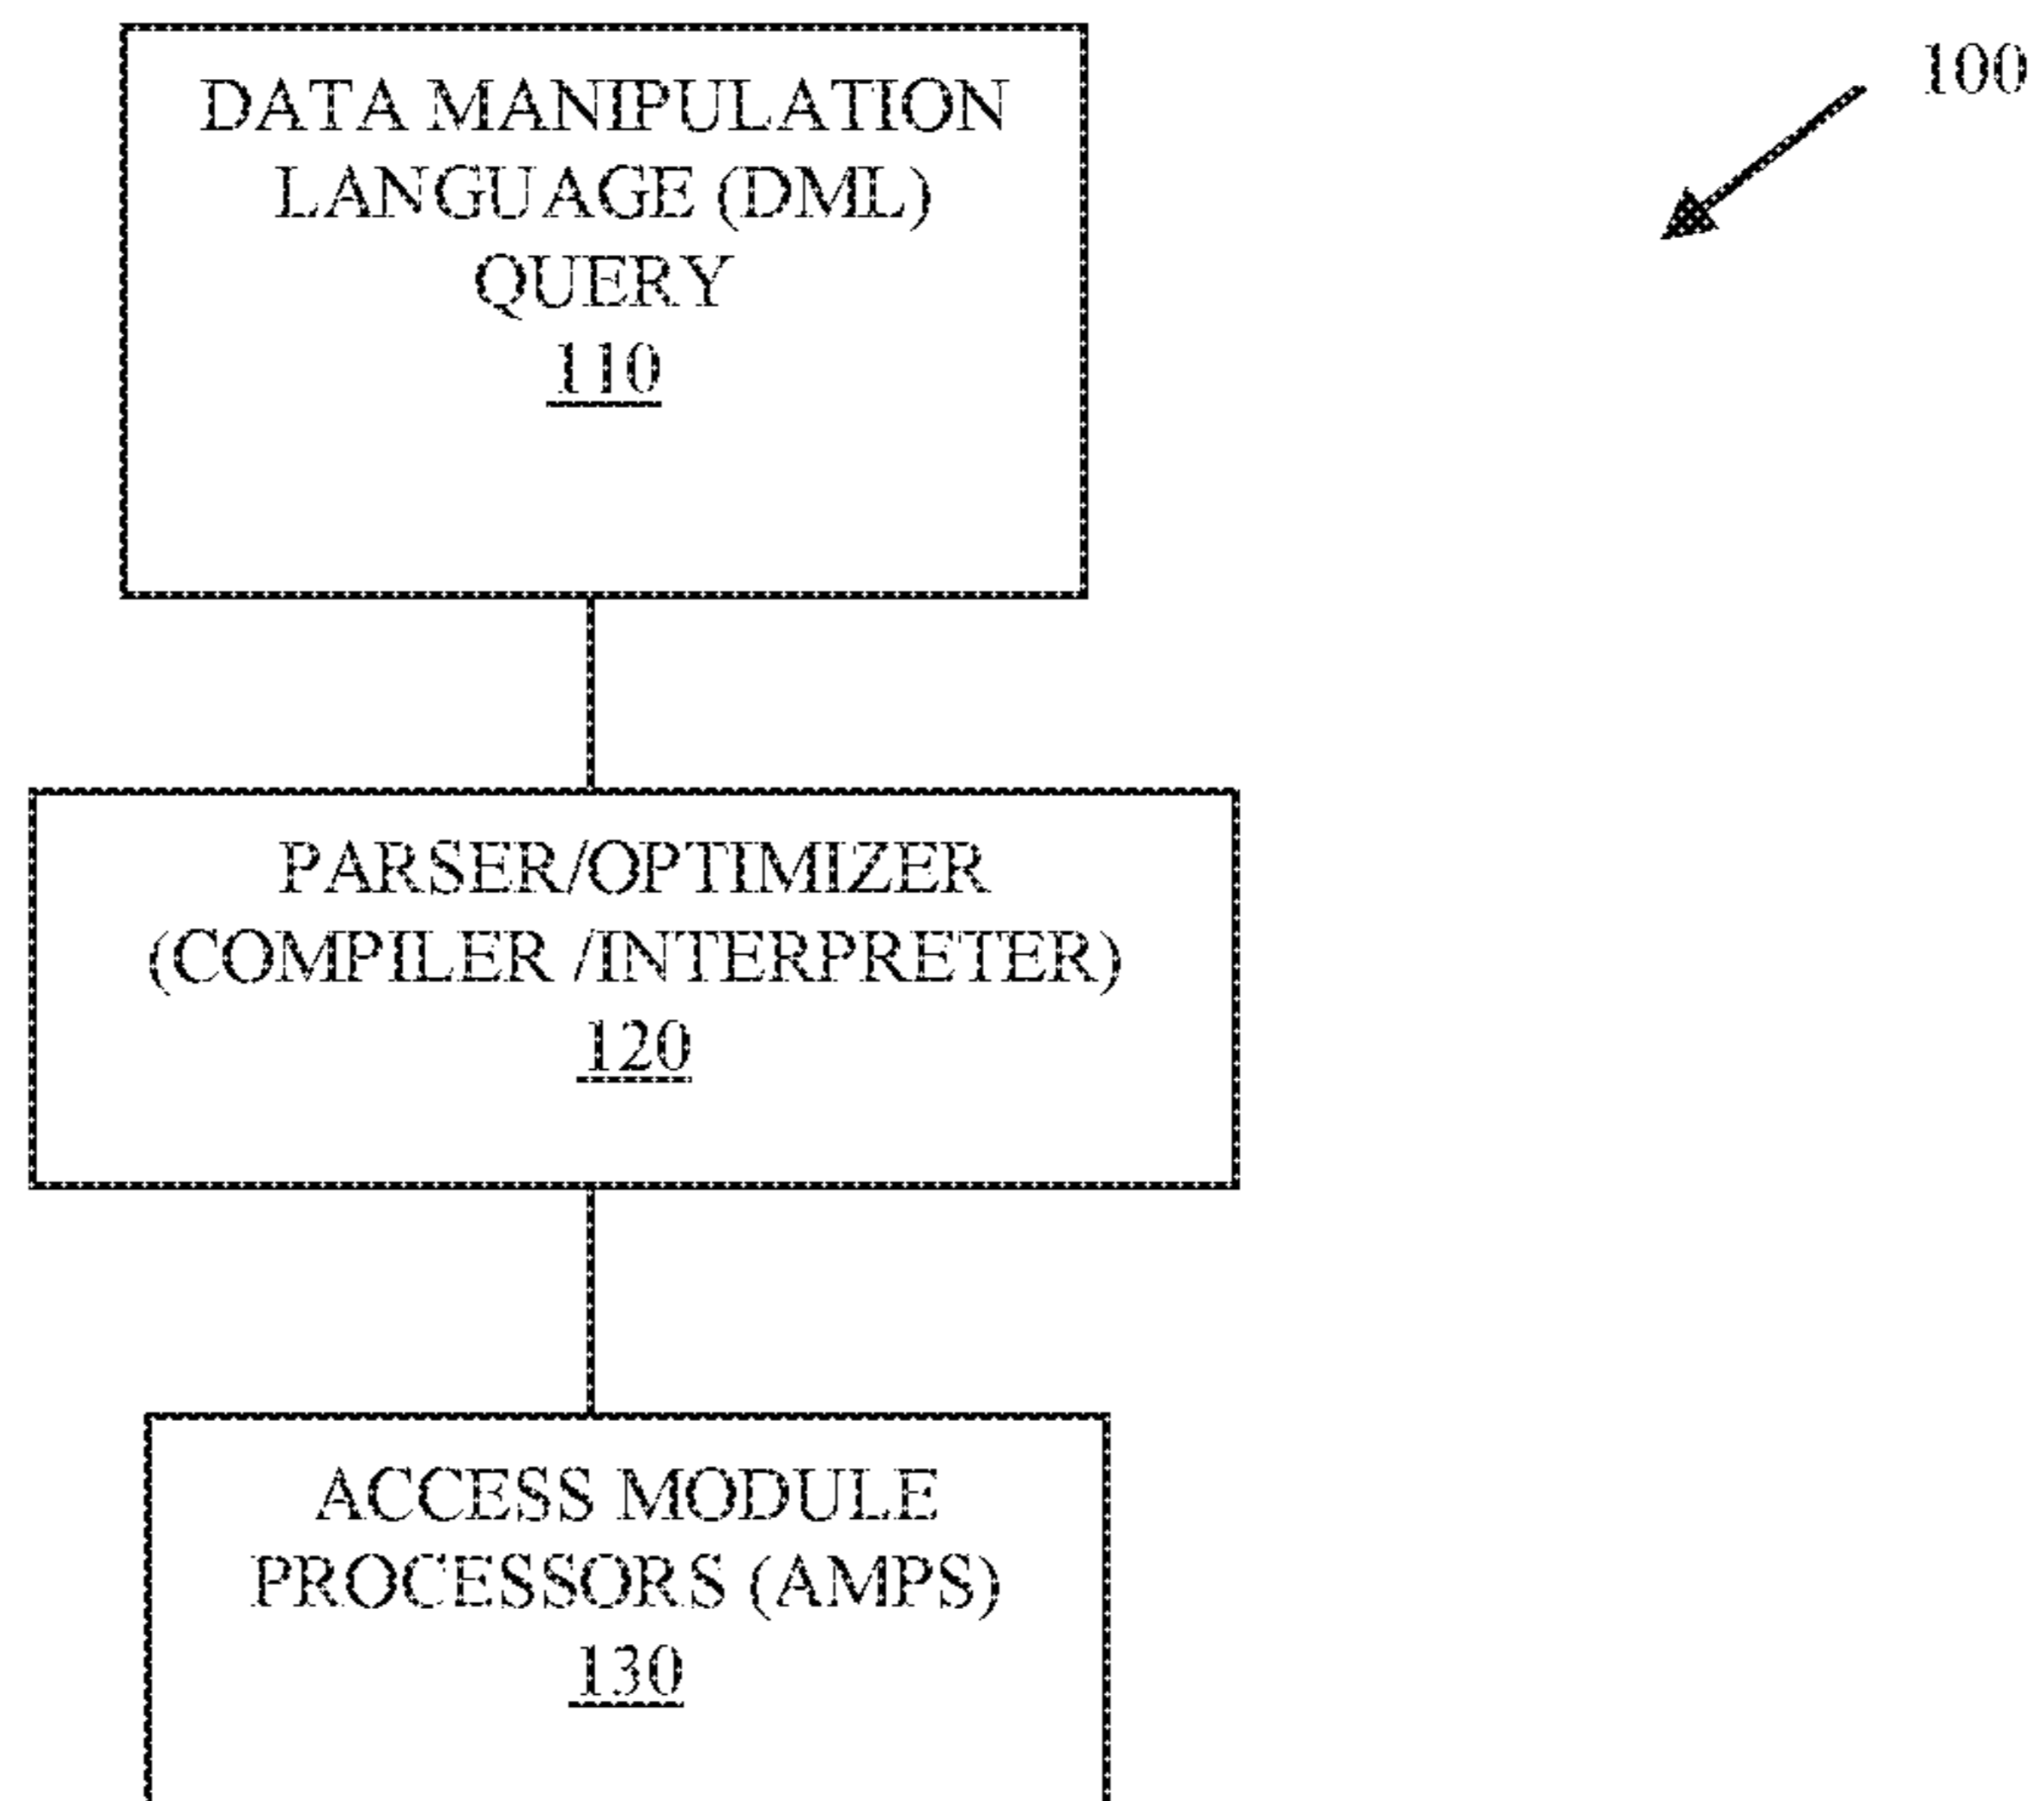 100
DATA MANIPULATION
LANGUAGE (DML)
QUERY
110
PARSER/OPTIMIZER
(COMPILER /INTERPRETER)
120
ACCESS MODULE
PROCESSORS (AMPS)
130